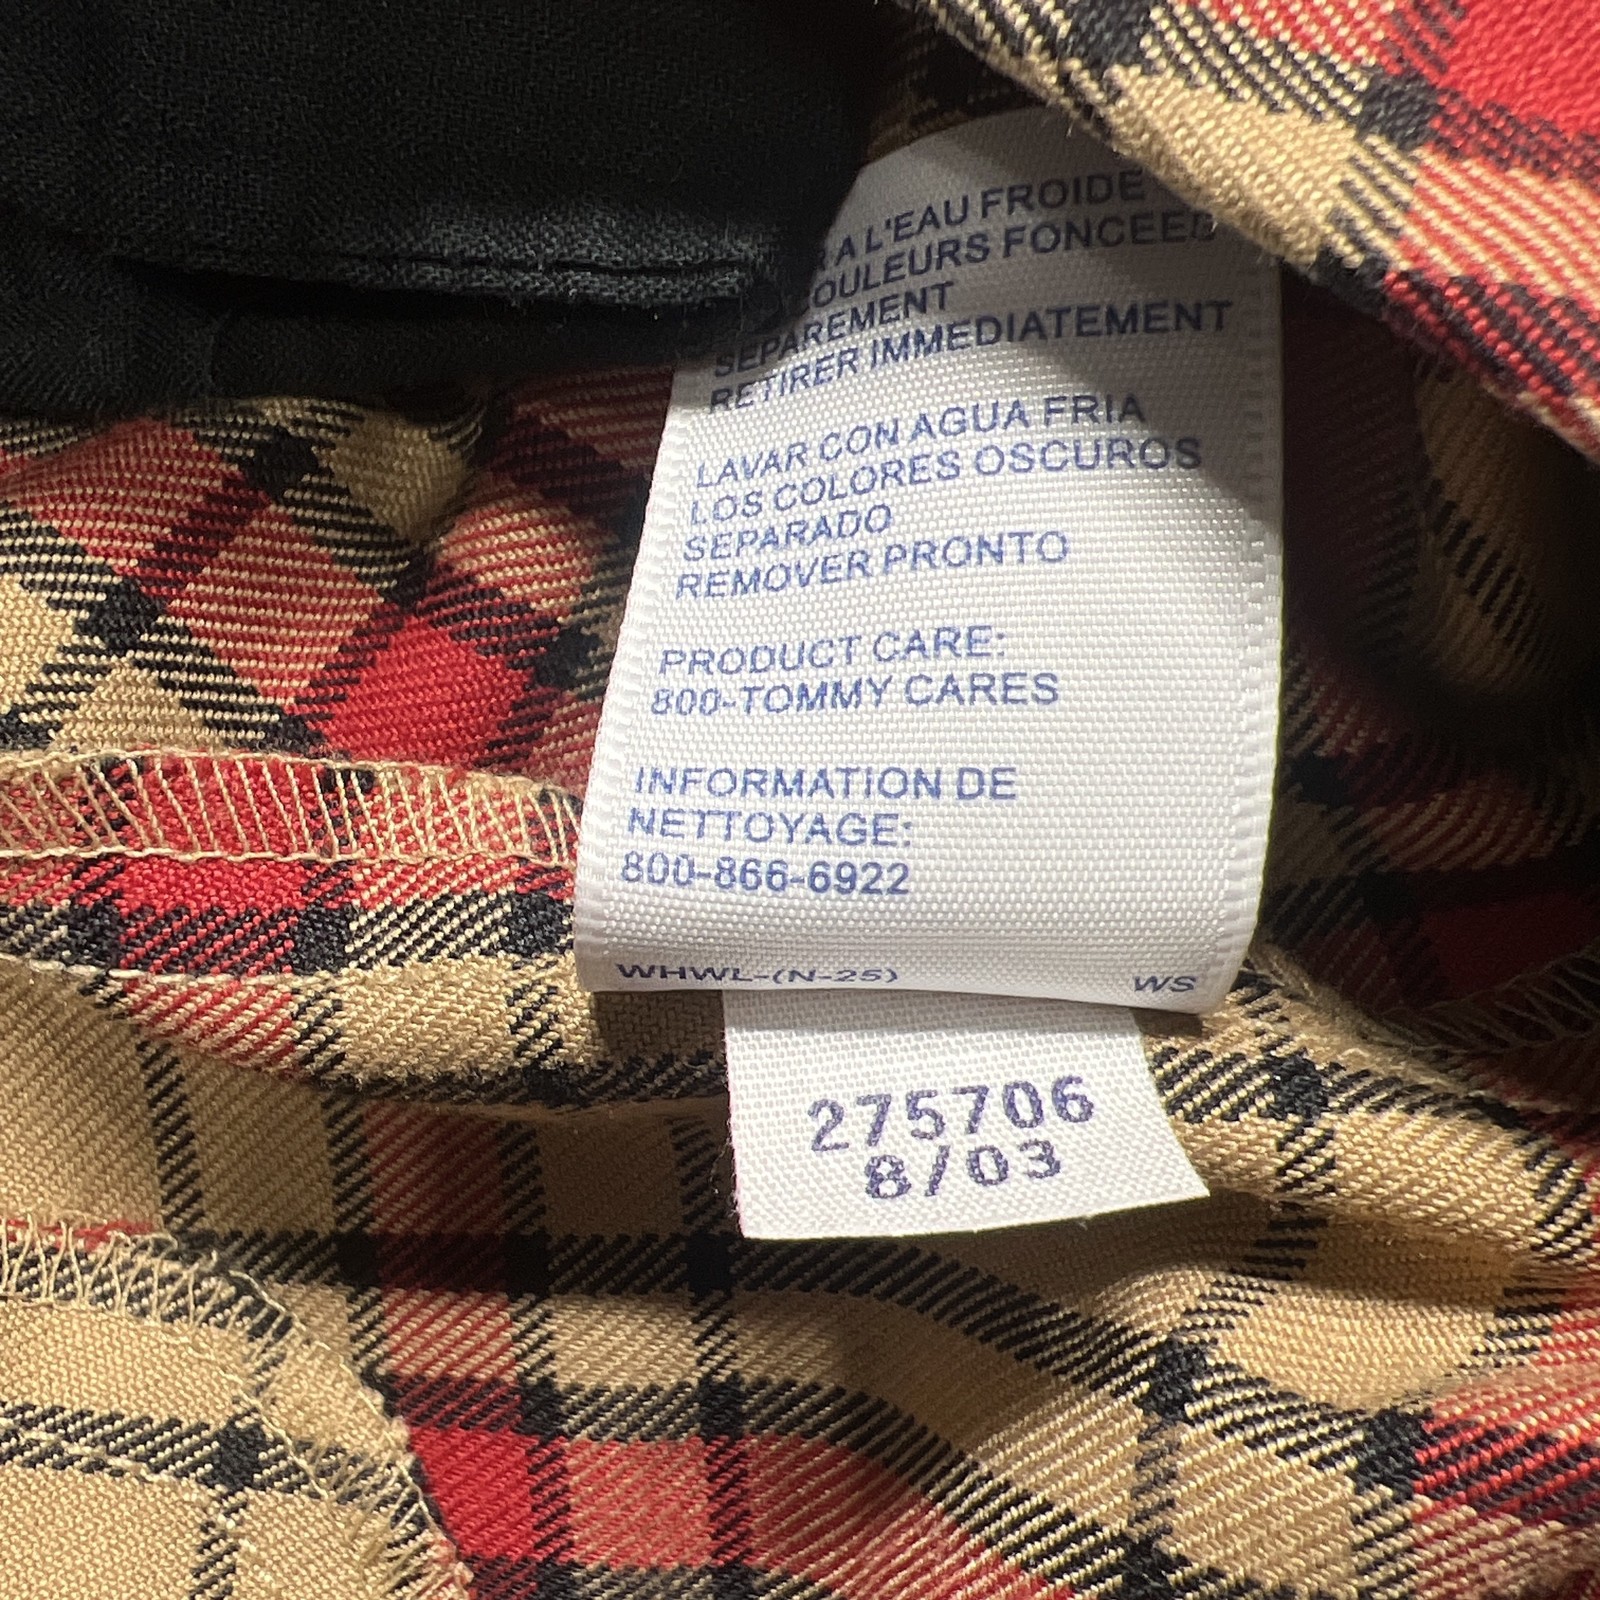 A L'EAU FROIDE
COULEURS FONCEED
SEPAREMENT
RETIRER IMMEDIATEMENT
LAVAR CON AGUA FRIA
LOS COLORES OSCUROS
SEPARADO
REMOVER PRONTO
PRODUCT CARE:
800-TOMMY CARES
INFORMATION DE
NETTOYAGE:
800-866-6922
WHWL-(N-25) WS
275706
8/03